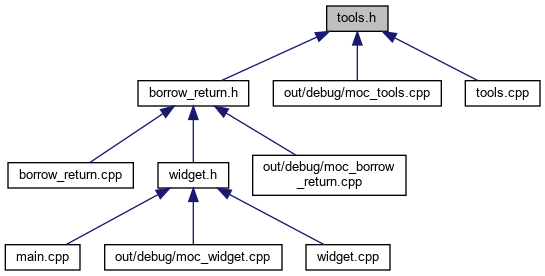 tools.h
borrow_return.h
out/debug/moc_tools.cpp
tools.cpp
borrow_return.cpp
widget.h
out/debug/moc_borrow
_return.cpp
main.cpp
out/debug/moc_widget.cpp
widget.cpp